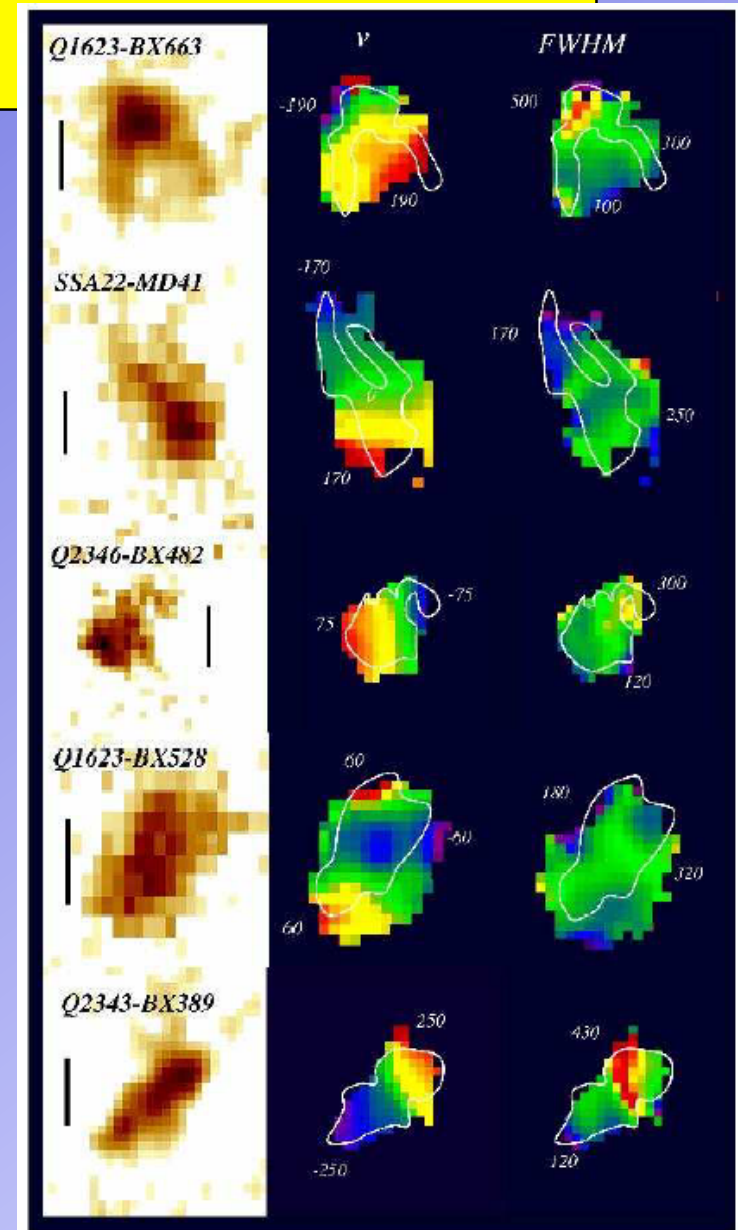 Q1623-BX663 v FWHM
-190 500
300
190 100
SSA22-MD41 -170
170
250
170
Q2346-BX482
75 -75 300
120
Q1623-BX528 60
180
-60
320
60
Q2343-BX389 250 430
-250 120